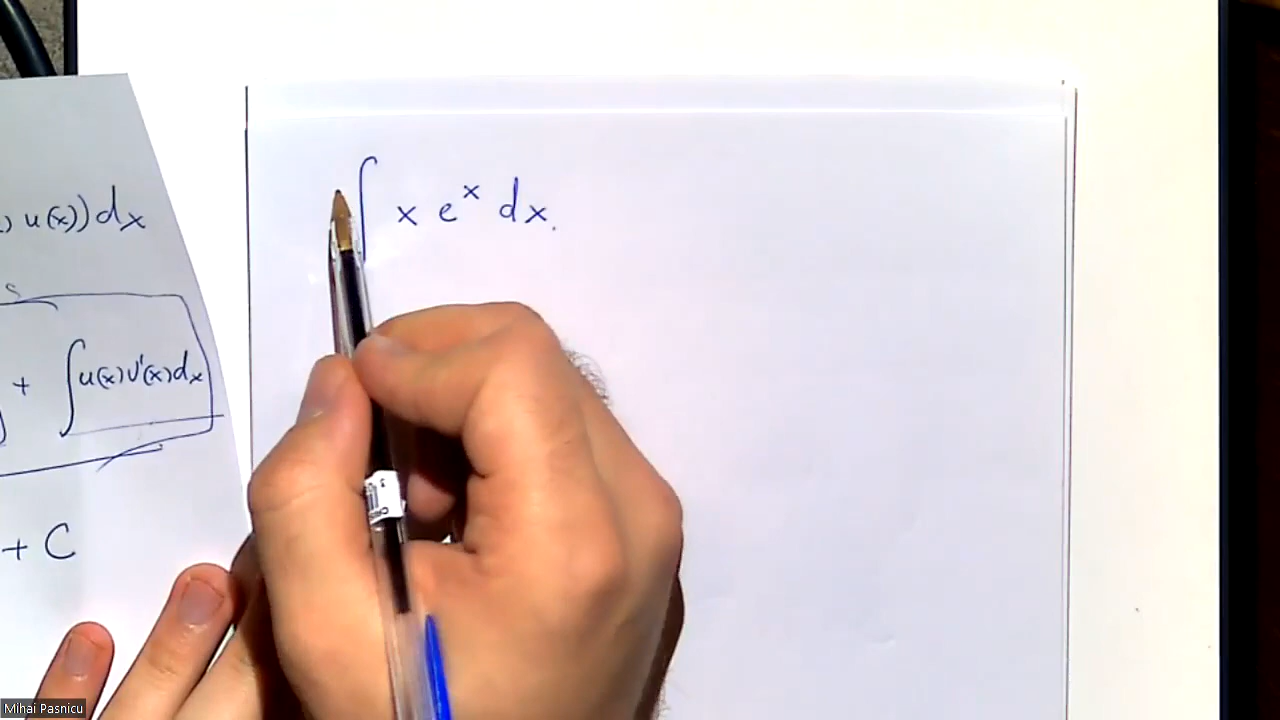 , u(x))dx
+ ∫u(x)v'(x)dx
+ C
∫ x eˣ dx.
Mihai Pasnicu